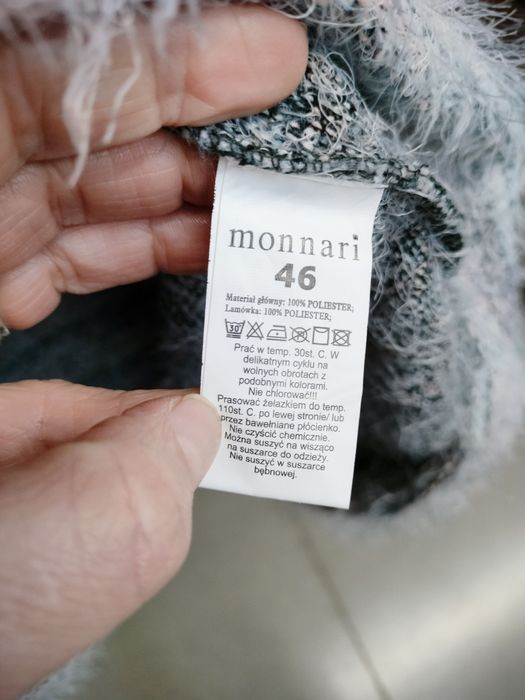 monnari
46
Materiał główny: 100% POLIESTER;
Lamówka: 100% POLIESTER;
30
Prać w temp. 30st. C. W
delikatnym cyklu na
wolnych obrotach z
podobnymi kolorami.
Nie chlorować!!!
Prasować żelazkiem do temp.
110st. C. po lewej stronie/ lub
przez bawełniane płócienko.
Nie czyścić chemicznie.
Można suszyć na wisząco
na suszarce do odzieży.
Nie suszyć w suszarce
bębnowej.